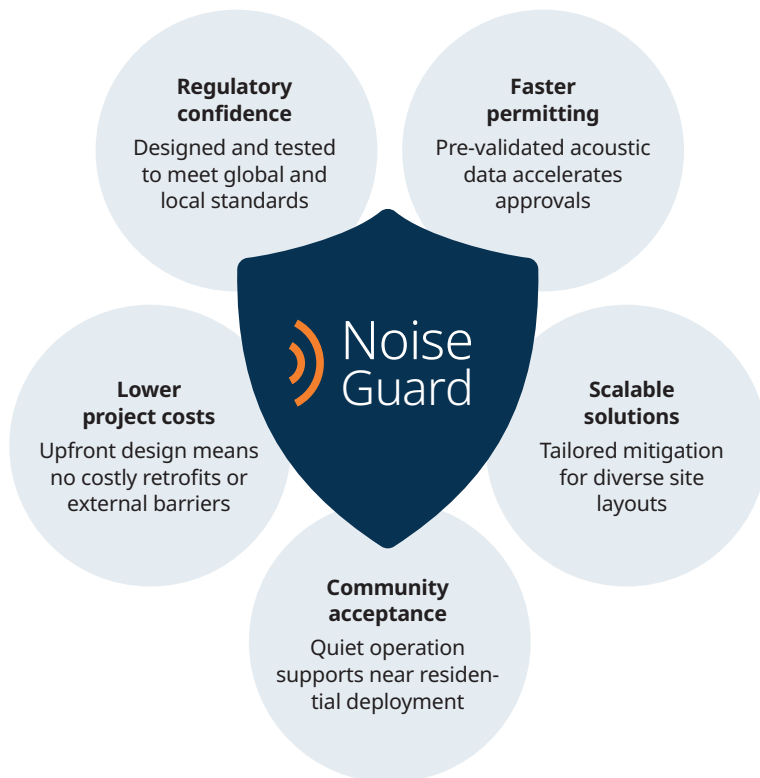 Regulatory
confidence
Designed and tested
to meet global and
local standards
Faster
permitting
Pre-validated acoustic
data accelerates
approvals
Noise
Guard
Lower
project costs
Upfront design means
no costly retrofits or
external barriers
Scalable
solutions
Tailored mitigation
for diverse site
layouts
Community
acceptance
Quiet operation
supports near residen-
tial deployment